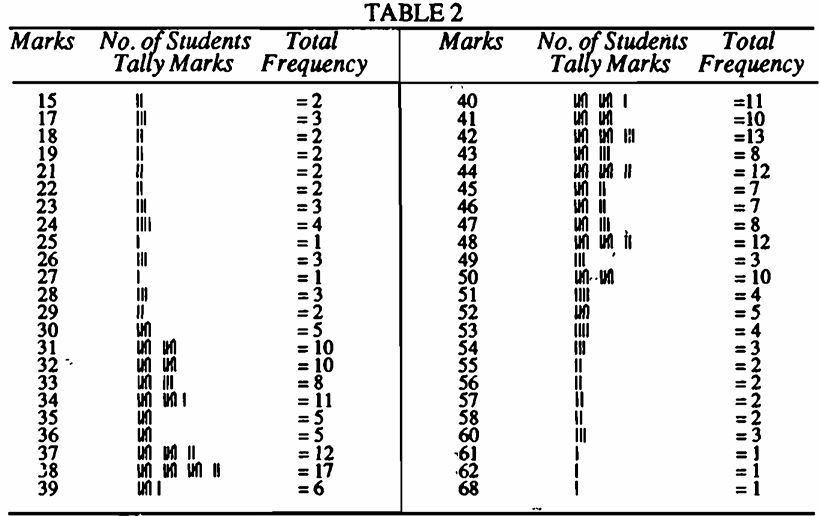 TABLE 2
Marks No. of Students Total Marks No. of Students Total
Tally Marks Frequency Tally Marks Frequency
15 || = 2 40 𝍸 𝍸 | =11
17 ||| = 3 41 𝍸 𝍸 =10
18 || = 2 42 𝍸 𝍸 ||| =13
19 || = 2 43 𝍸 ||| = 8
21 || = 2 44 𝍸 𝍸 || = 12
22 || = 2 45 𝍸 || = 7
23 ||| = 3 46 𝍸 || = 7
24 |||| = 4 47 𝍸 ||| = 8
25 | = 1 48 𝍸 𝍸 || = 12
26 ||| = 3 49 ||| = 3
27 | = 1 50 𝍸 𝍸 = 10
28 ||| = 3 51 |||| = 4
29 || = 2 52 𝍸 = 5
30 𝍸 = 5 53 |||| = 4
31 𝍸 𝍸 = 10 54 ||| = 3
32 𝍸 𝍸 = 10 55 || = 2
33 𝍸 ||| = 8 56 || = 2
34 𝍸 𝍸 | = 11 57 || = 2
35 𝍸 = 5 58 || = 2
36 𝍸 = 5 60 ||| = 3
37 𝍸 𝍸 || = 12 61 | = 1
38 𝍸 𝍸 𝍸 || = 17 62 | = 1
39 𝍸 | = 6 68 | = 1